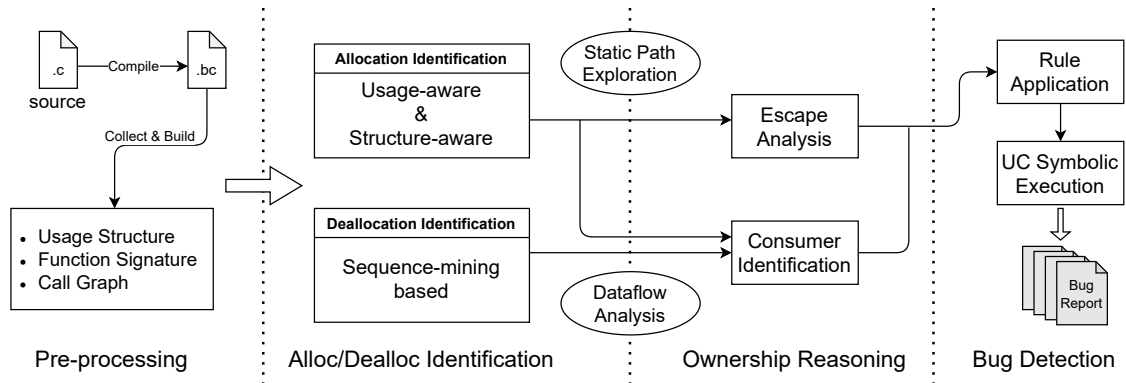 .c
Compile
.bc
source
Collect & Build
• Usage Structure
• Function Signature
• Call Graph
Pre-processing
Allocation Identification
Usage-aware
&
Structure-aware
Deallocation Identification
Sequence-mining
based
Alloc/Dealloc Identification
Static Path
Exploration
Dataflow
Analysis
Escape
Analysis
Consumer
Identification
Ownership Reasoning
Rule
Application
UC Symbolic
Execution
Bug
Report
Bug Detection